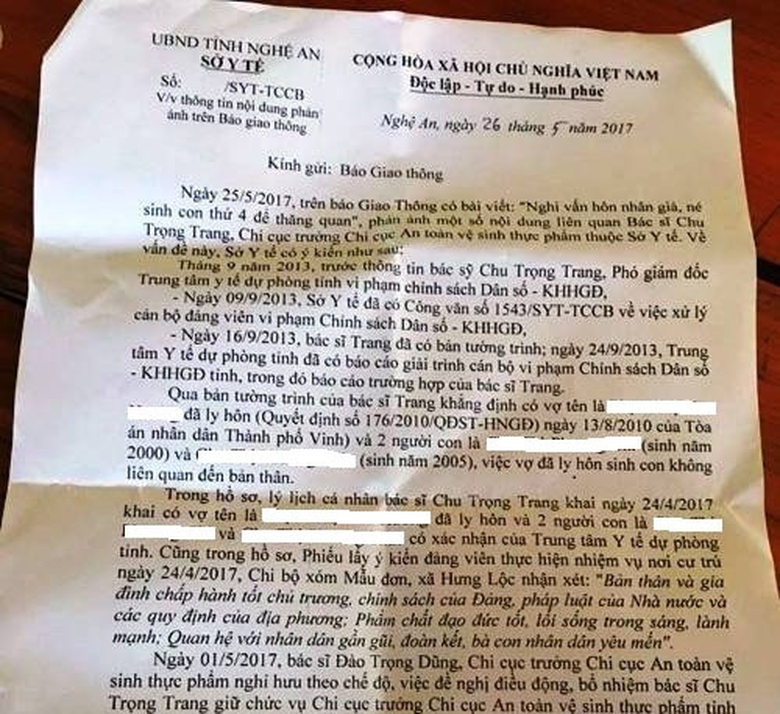 UBND TỈNH NGHỆ AN
SỞ Y TẾ
Số: /SYT-TCCB
V/v thông tin nội dung phản
ánh trên Báo giao thông
CỘNG HÒA XÃ HỘI CHỦ NGHĨA VIỆT NAM
Độc lập - Tự do - Hạnh phúc
Nghệ An, ngày 26 tháng 5 năm 2017
Kính gửi: Báo Giao thông
Ngày 25/5/2017, trên báo Giao Thông có bài viết: "Nghi vấn hôn nhân giả, né
sinh con thứ 4 để thăng quan", phản ánh một số nội dung liên quan Bác sĩ Chu
Trọng Trang, Chi cục trưởng Chi cục An toàn vệ sinh thực phẩm thuộc Sở Y tế. Về
vấn đề này, Sở Y tế có ý kiến như sau:
Tháng 9 năm 2013, trước thông tin bác sỹ Chu Trọng Trang, Phó giám đốc
Trung tâm y tế dự phòng tỉnh vi phạm chính sách Dân số - KHHGĐ,
- Ngày 09/9/2013, Sở Y tế đã có Công văn số 1543/SYT-TCCB về việc xử lý
cán bộ đảng viên vi phạm Chính sách Dân số - KHHGĐ,
- Ngày 16/9/2013, bác sĩ Trang đã có bản tường trình; ngày 24/9/2013, Trung
tâm Y tế dự phòng tỉnh đã có báo cáo giải trình cán bộ vi phạm Chính sách Dân số
- KHHGĐ tỉnh, trong đó báo cáo trường hợp của bác sĩ Trang.
Qua bản tường trình của bác sĩ Trang khẳng định có vợ tên là
đã ly hôn (Quyết định số 176/2010/QĐST-HNGĐ) ngày 13/8/2010 của Tòa
án nhân dân Thành phố Vinh) và 2 người con là (sinh năm
2000) và (sinh năm 2005), việc vợ đã ly hôn sinh con không
liên quan đến bản thân.
Trong hồ sơ, lý lịch cá nhân bác sĩ Chu Trọng Trang khai ngày 24/4/2017
khai có vợ tên là đã ly hôn và 2 người con là
và có xác nhận của Trung tâm Y tế dự phòng
tỉnh. Cũng trong hồ sơ, Phiếu lấy ý kiến đảng viên thực hiện nhiệm vụ nơi cư trú
ngày 24/4/2017, Chi bộ xóm Mẫu đơn, xã Hưng Lộc nhận xét: "Bản thân và gia
đình chấp hành tốt chủ trương, chính sách của Đảng, pháp luật của Nhà nước và
các quy định của địa phương; Phẩm chất đạo đức tốt, lối sống trong sáng, lành
mạnh; Quan hệ với nhân dân gần gũi, đoàn kết, bà con nhân dân yêu mến".
Ngày 01/5/2017, bác sĩ Đào Trọng Dũng, Chi cục trưởng Chi cục An toàn vệ
sinh thực phẩm nghỉ hưu theo chế độ, việc đề nghị điều động, bổ nhiệm bác sĩ Chu
Trọng Trang giữ chức vụ Chi cục trưởng Chi cục An toàn vệ sinh thực phẩm tỉnh